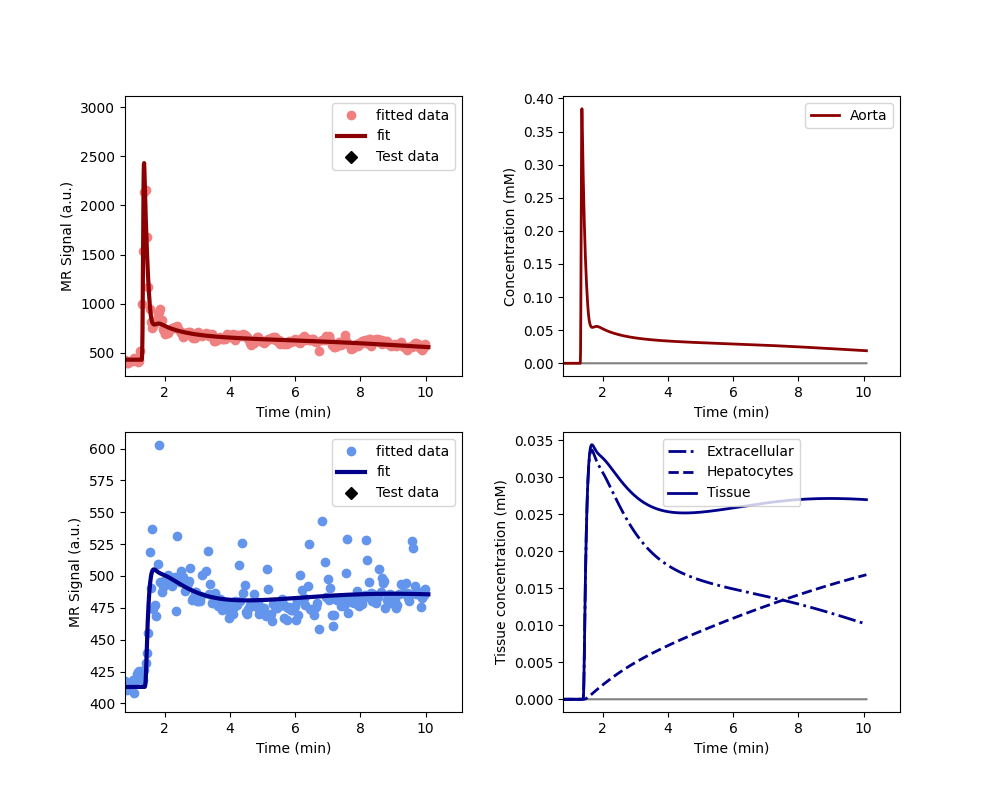 3000
2500
2000
1500
1000
500
MR Signal (a.u.)
fitted data
fit
Test data
2 4 6 8 10
Time (min)
0.40
0.35
0.30
0.25
0.20
0.15
0.10
0.05
0.00
Concentration (mM)
Aorta
2 4 6 8 10
Time (min)
600
575
550
525
500
475
450
425
400
MR Signal (a.u.)
fitted data
fit
Test data
2 4 6 8 10
Time (min)
0.035
0.030
0.025
0.020
0.015
0.010
0.005
0.000
Tissue concentration (mM)
Extracellular
Hepatocytes
Tissue
2 4 6 8 10
Time (min)